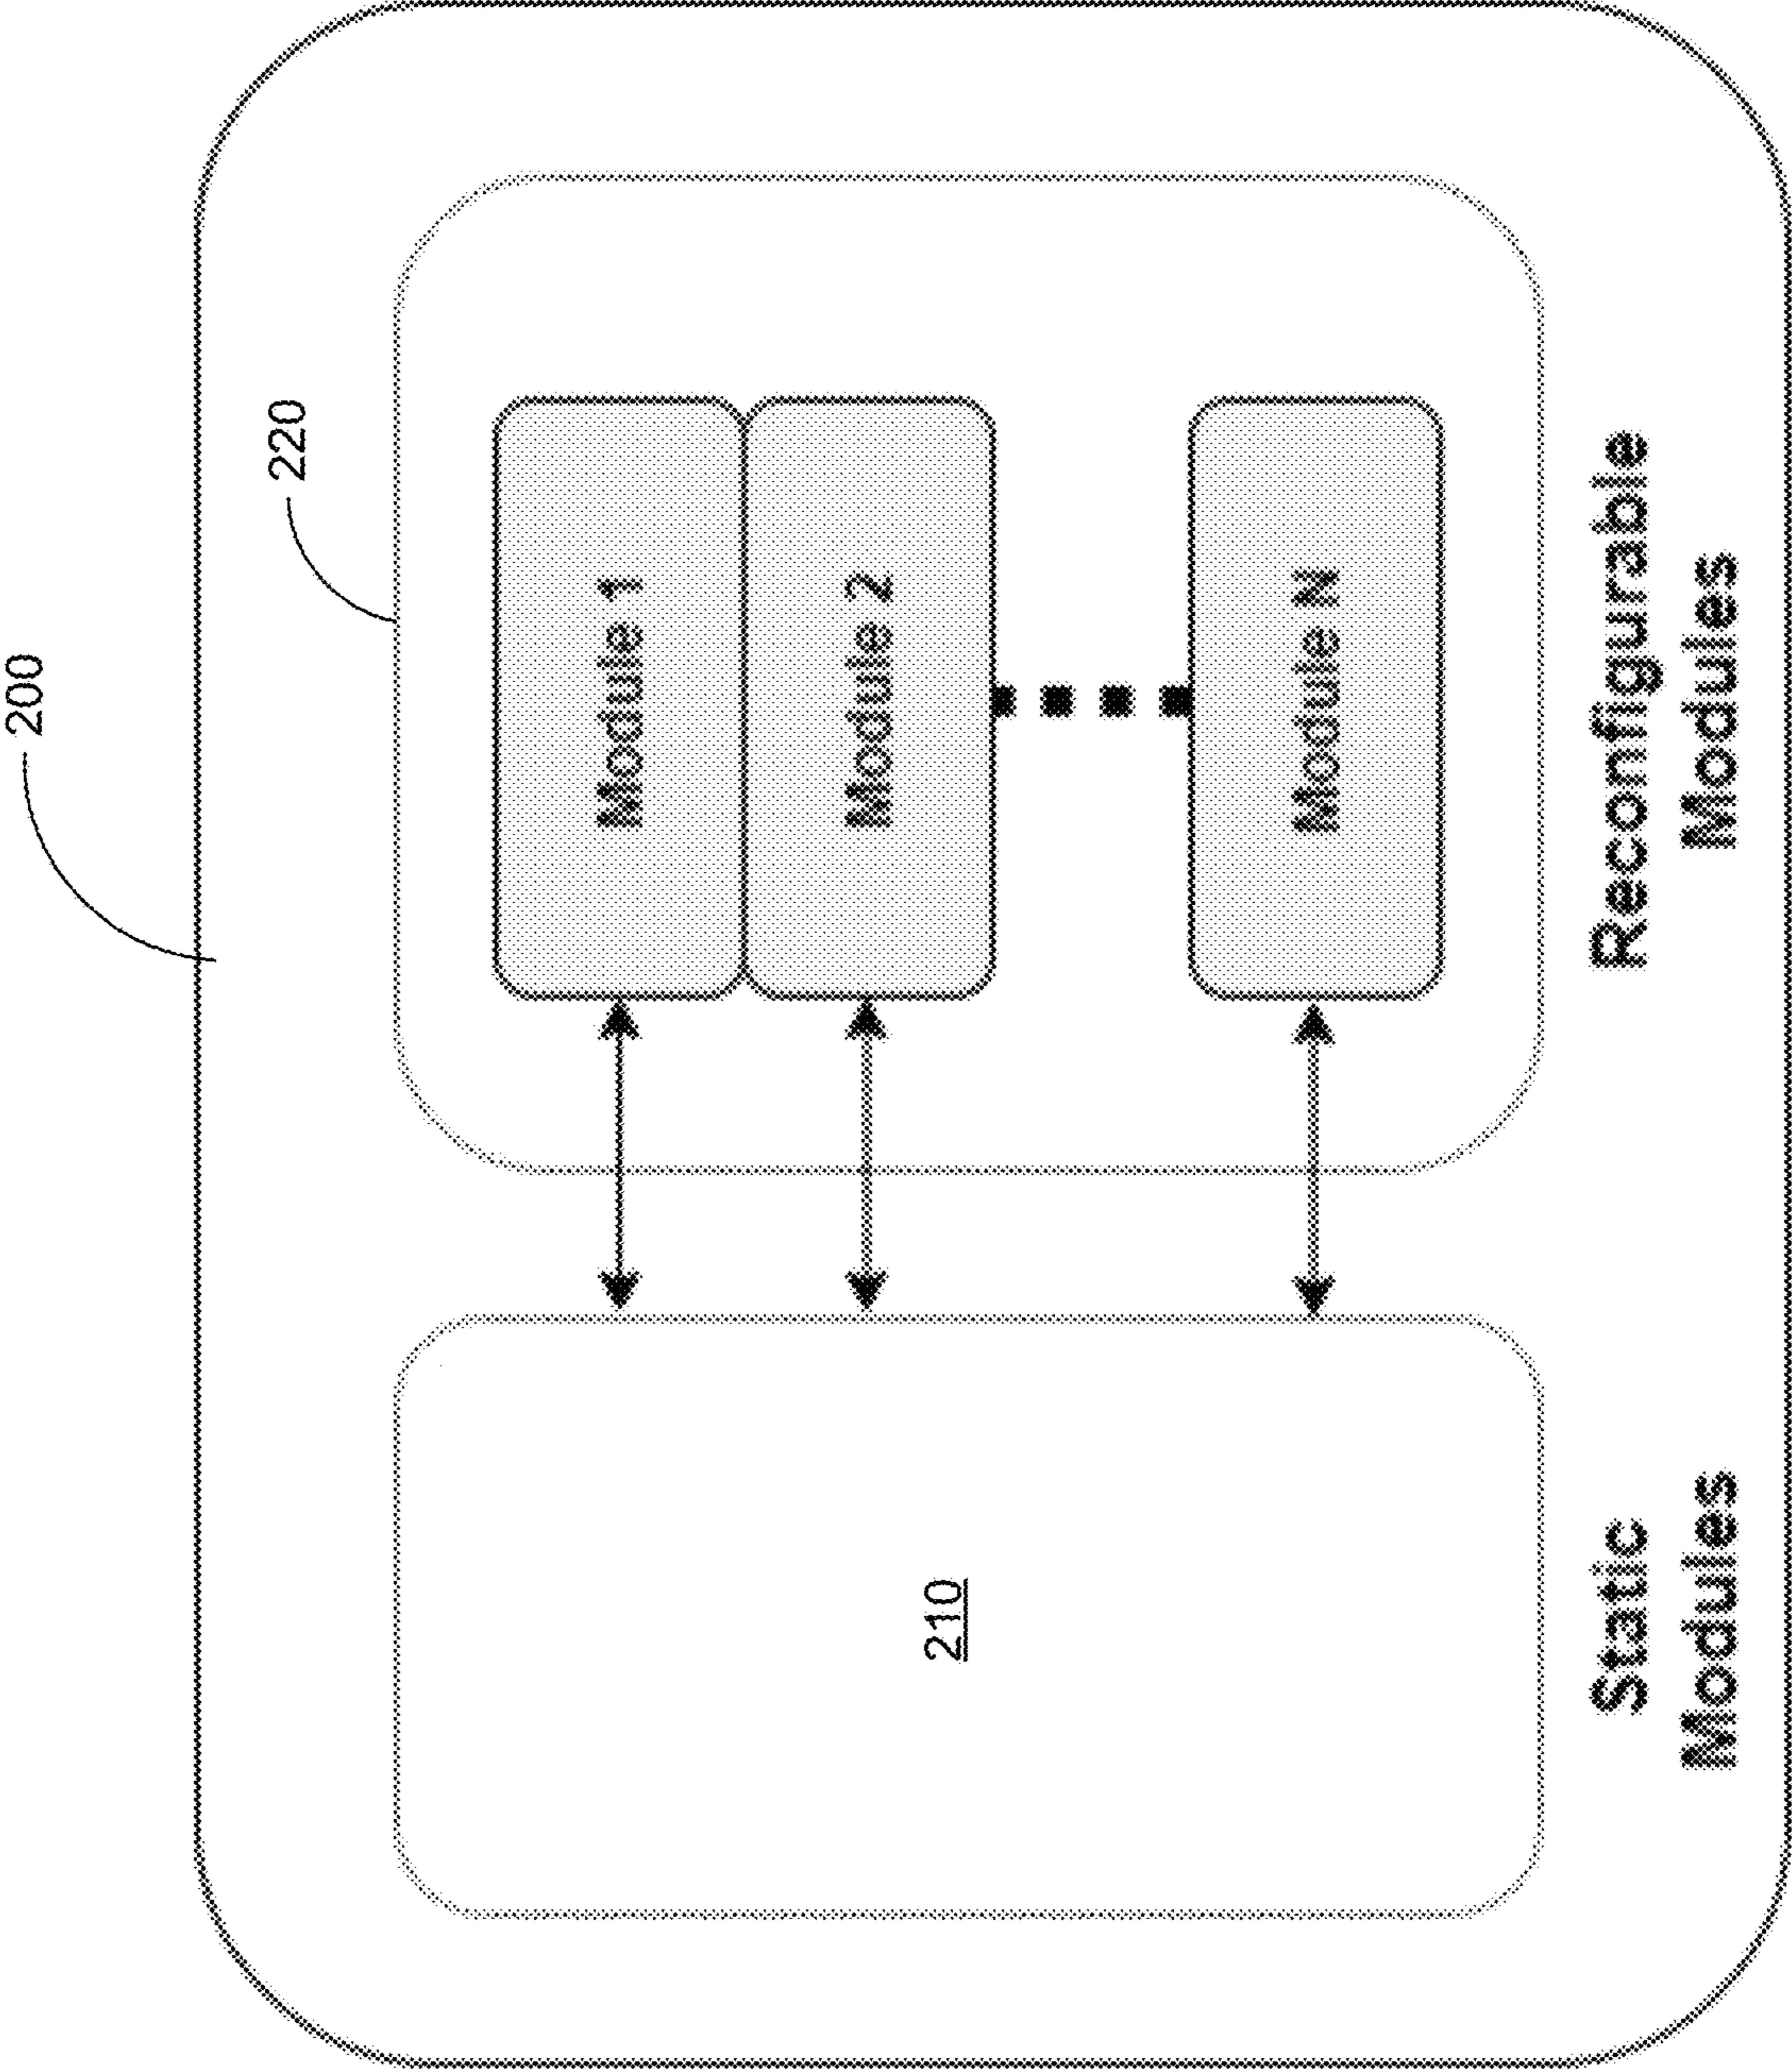 200
220
210
Module 1
Module 2
Module N
Static
Modules
Reconfigurable
Modules